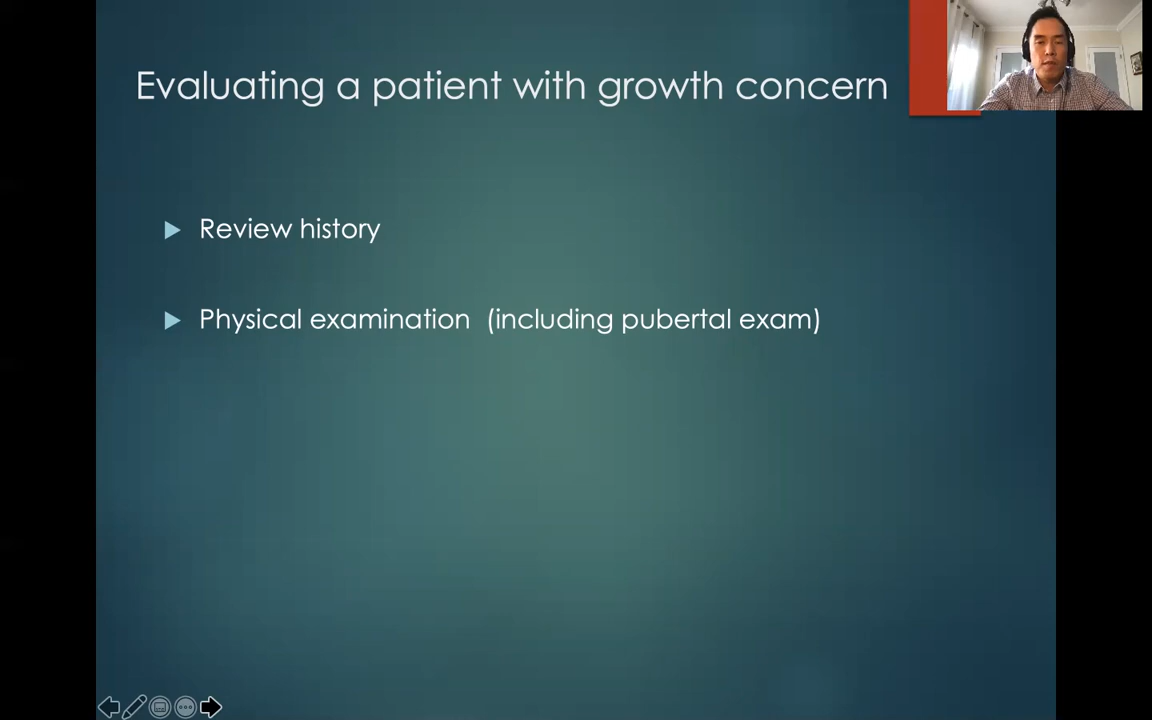 Evaluating a patient with growth concern
Review history
Physical examination (including pubertal exam)